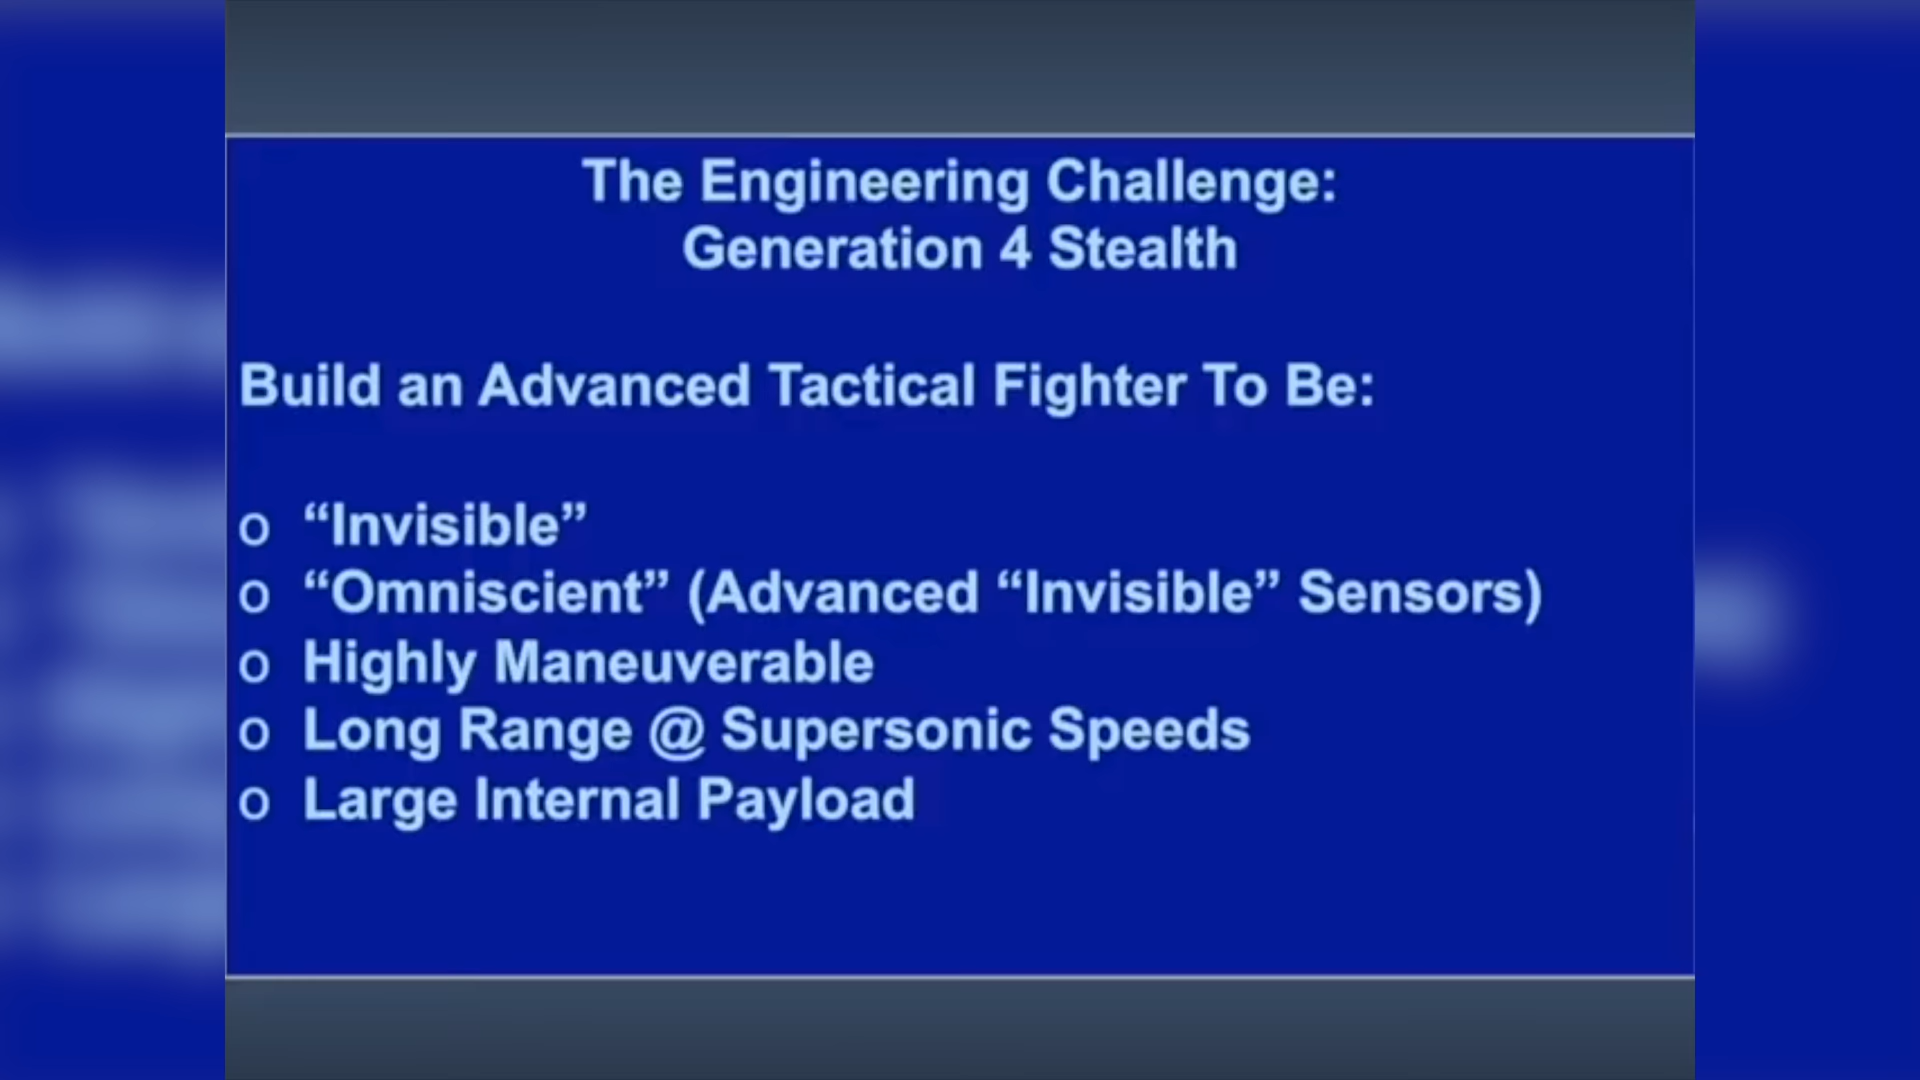 The Engineering Challenge:
Generation 4 Stealth
Build an Advanced Tactical Fighter To Be:
o “Invisible”
o “Omniscient” (Advanced “Invisible” Sensors)
o Highly Maneuverable
o Long Range @ Supersonic Speeds
o Large Internal Payload